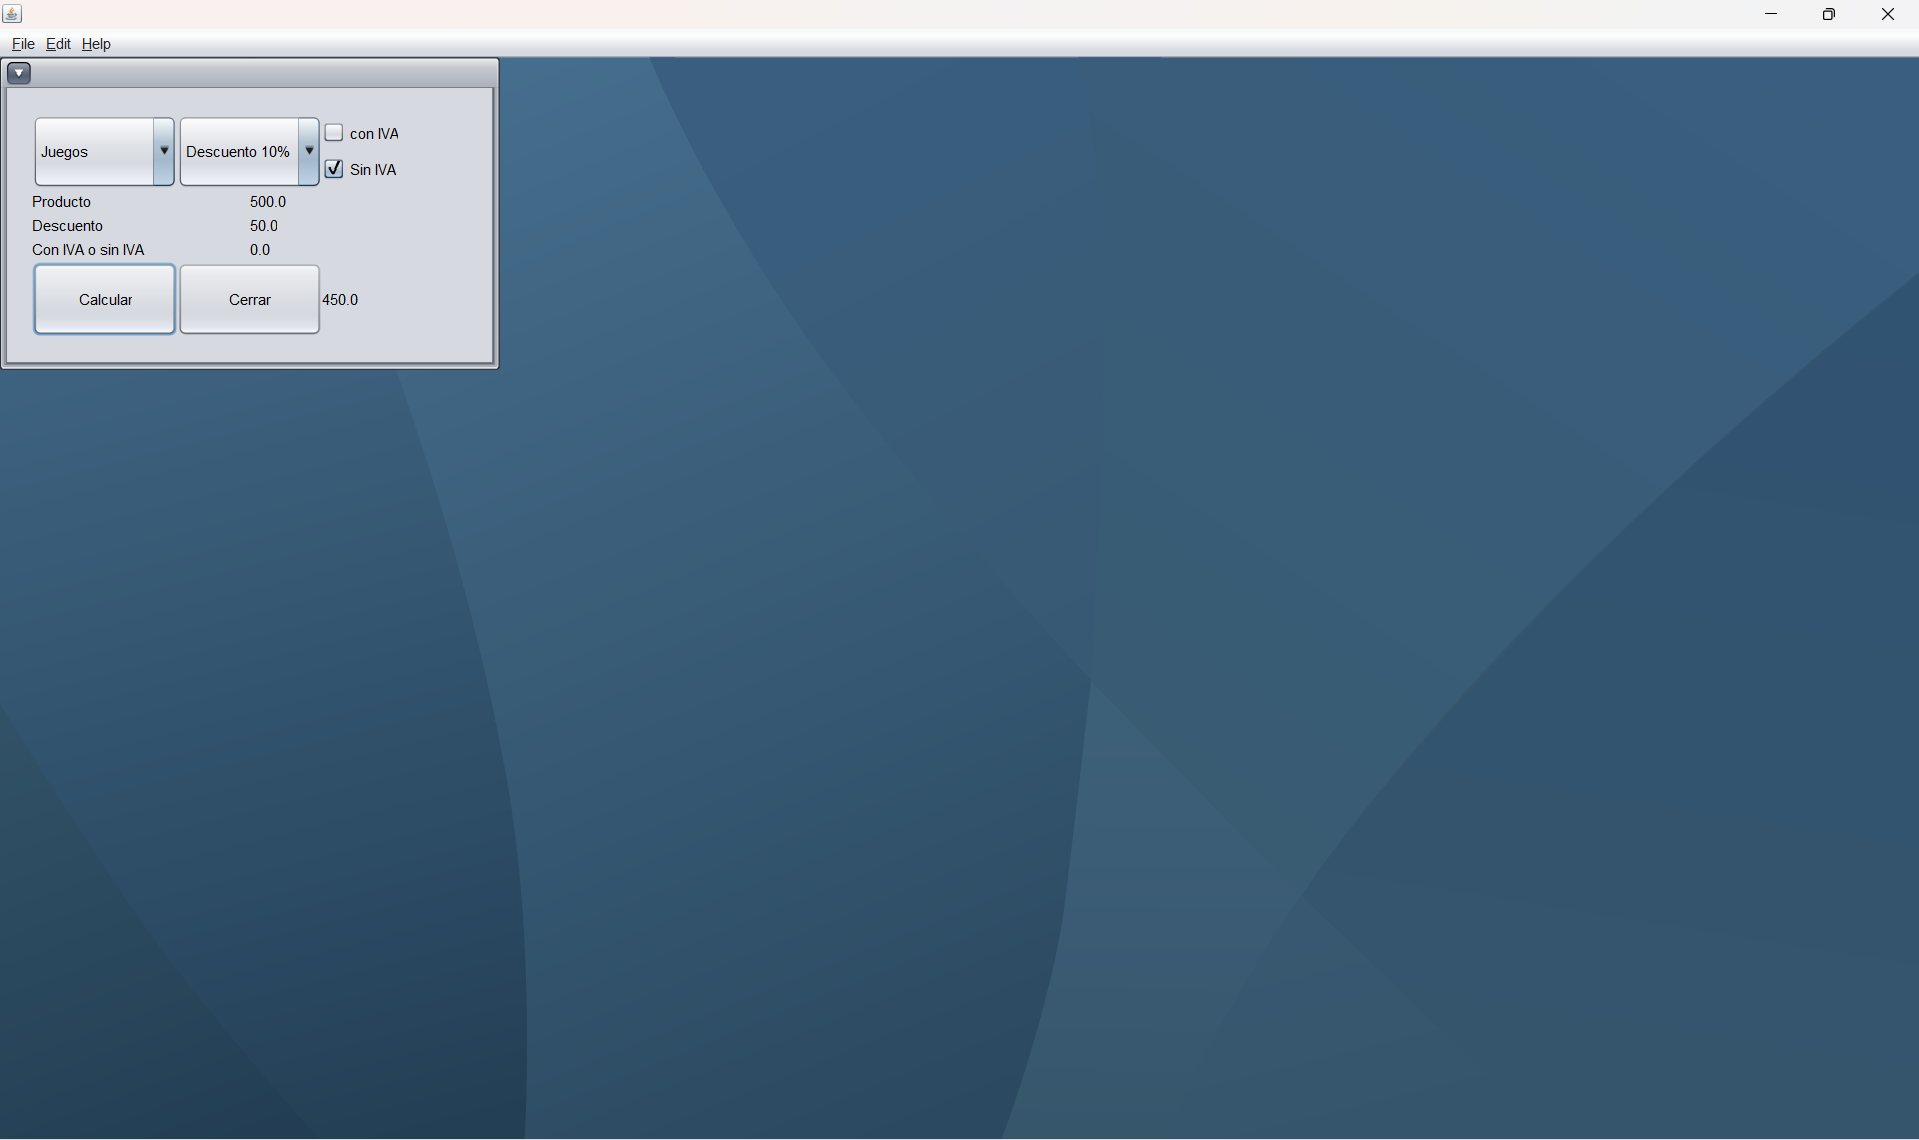 File Edit Help
Juegos Descuento 10% con IVA
Sin IVA
Producto 500.0
Descuento 50.0
Con IVA o sin IVA 0.0
Calcular Cerrar 450.0